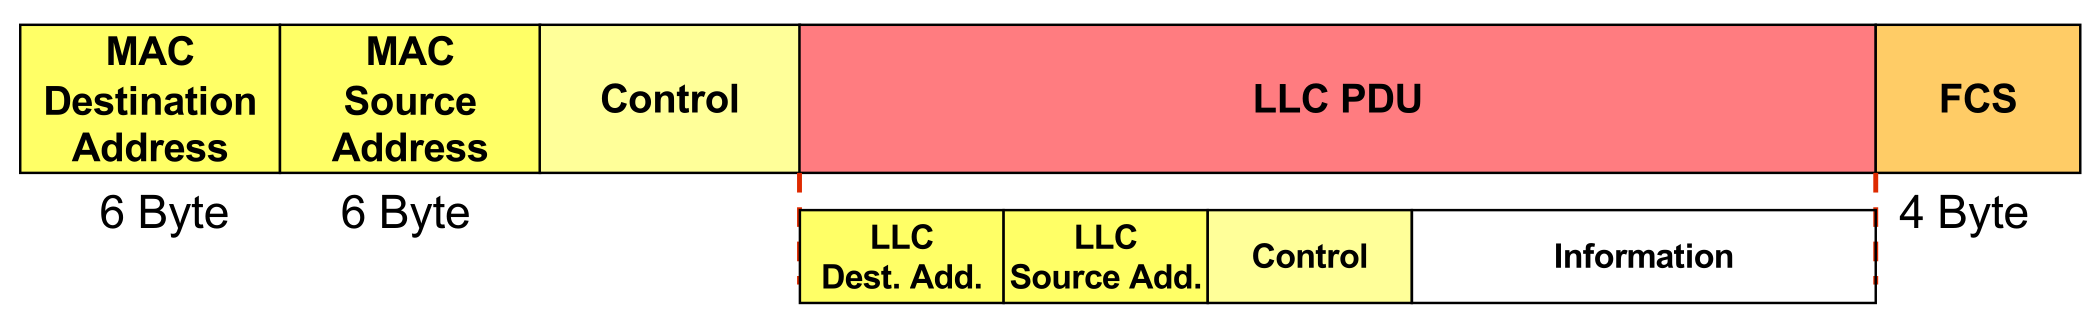 MAC
Destination
Address
MAC
Source
Address
Control
LLC PDU
FCS
6 Byte
6 Byte
4 Byte
LLC
Dest. Add.
LLC
Source Add.
Control
Information